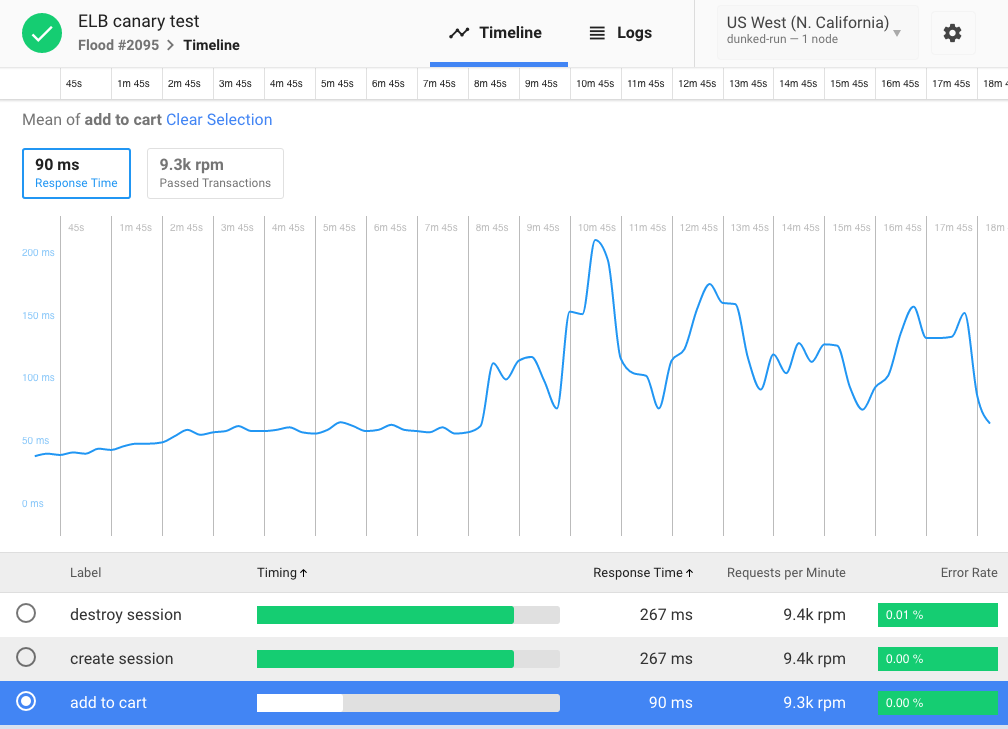 ELB canary test
Flood #2095 > Timeline
Timeline
Logs
US West (N. California)
dunked-run — 1 node
45s 1m 45s 2m 45s 3m 45s 4m 45s 5m 45s 6m 45s 7m 45s 8m 45s 9m 45s 10m 45s 11m 45s 12m 45s 13m 45s 14m 45s 15m 45s 16m 45s 17m 45s 18m 4
Mean of add to cart Clear Selection
90 ms
Response Time
9.3k rpm
Passed Transactions
45s 1m 45s 2m 45s 3m 45s 4m 45s 5m 45s 6m 45s 7m 45s 8m 45s 9m 45s 10m 45s 11m 45s 12m 45s 13m 45s 14m 45s 15m 45s 16m 45s 17m 45s 18m
200 ms
150 ms
100 ms
50 ms
0 ms
Label Timing↑ Response Time↑ Requests per Minute Error Rate
destroy session 267 ms 9.4k rpm 0.01 %
create session 267 ms 9.4k rpm 0.00 %
add to cart 90 ms 9.3k rpm 0.00 %